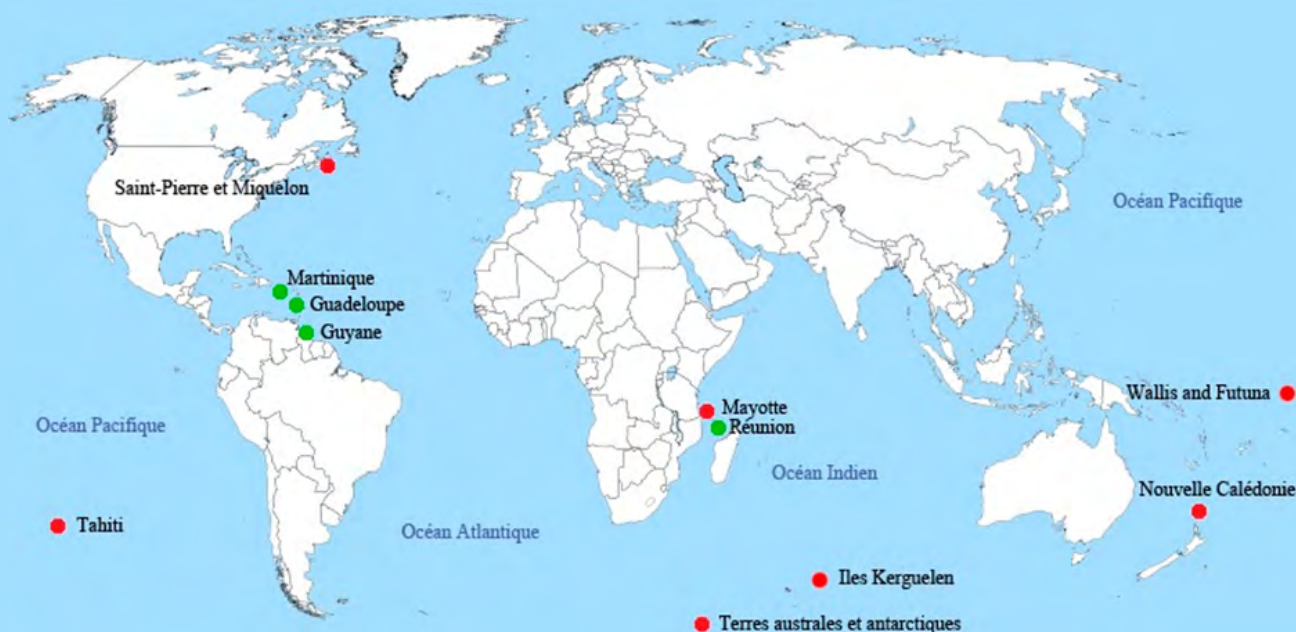 Saint-Pierre et Miquelon
Océan Pacifique
Martinique
Guadeloupe
Guyane
Wallis and Futuna
Mayotte
Réunion
Océan Pacifique
Océan Indien
Nouvelle Calédonie
Tahiti
Océan Atlantique
Iles Kerguelen
Terres australes et antarctiques